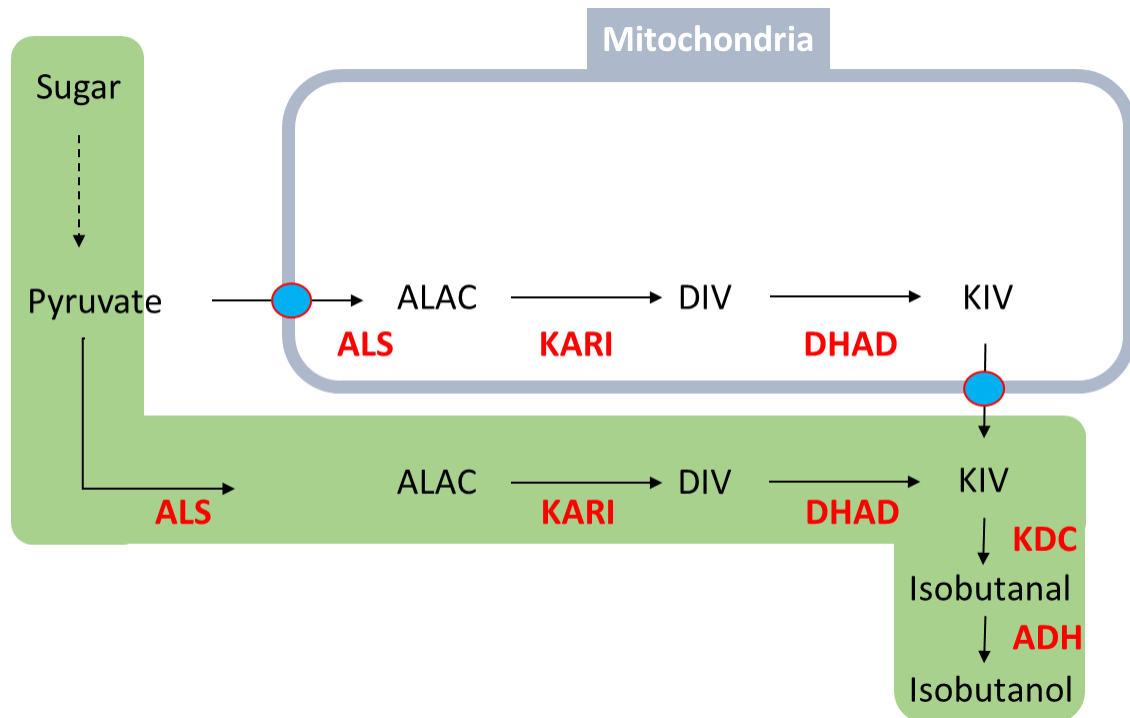 Mitochondria
Sugar
Pyruvate
ALAC
DIV
KIV
ALS
KARI
DHAD
ALAC
DIV
KIV
ALS
KARI
DHAD
KDC
Isobutanal
ADH
Isobutanol